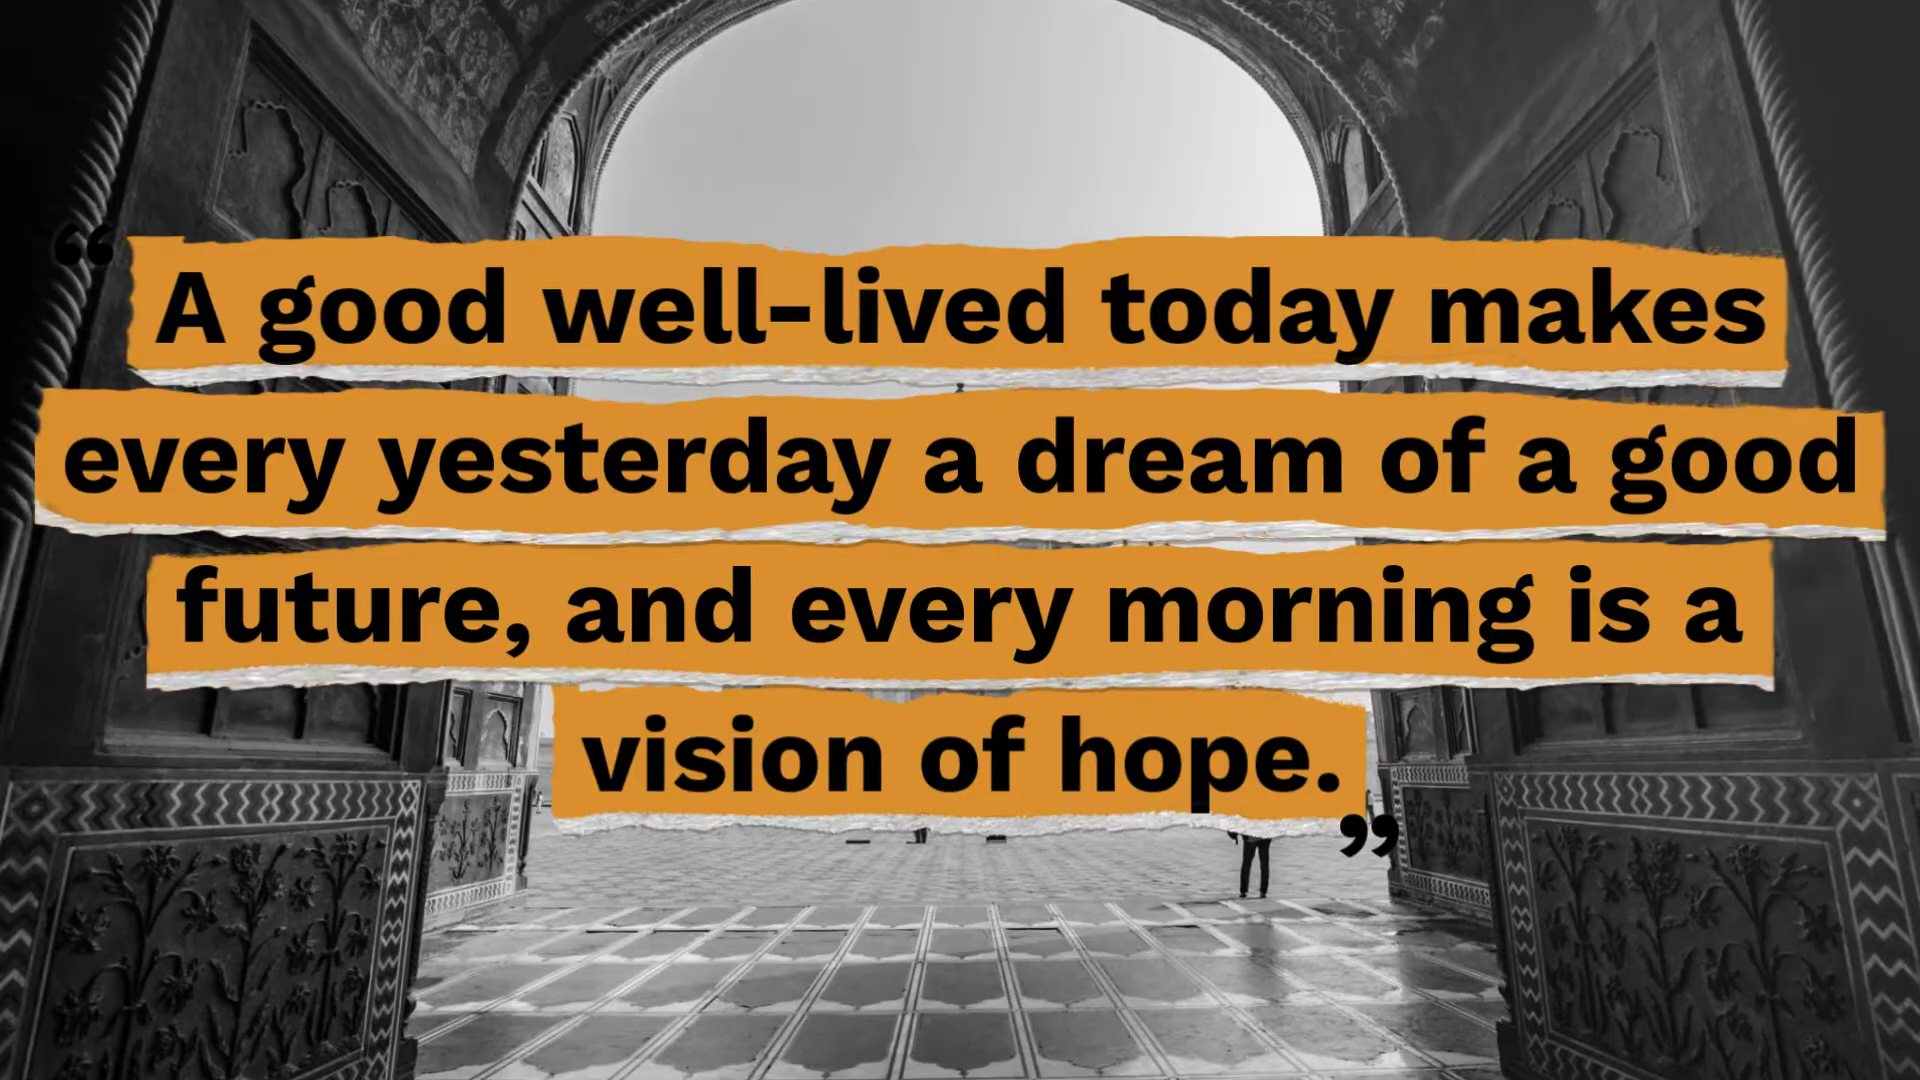 “A good well-lived today makes
every yesterday a dream of a good
future, and every morning is a
vision of hope.”